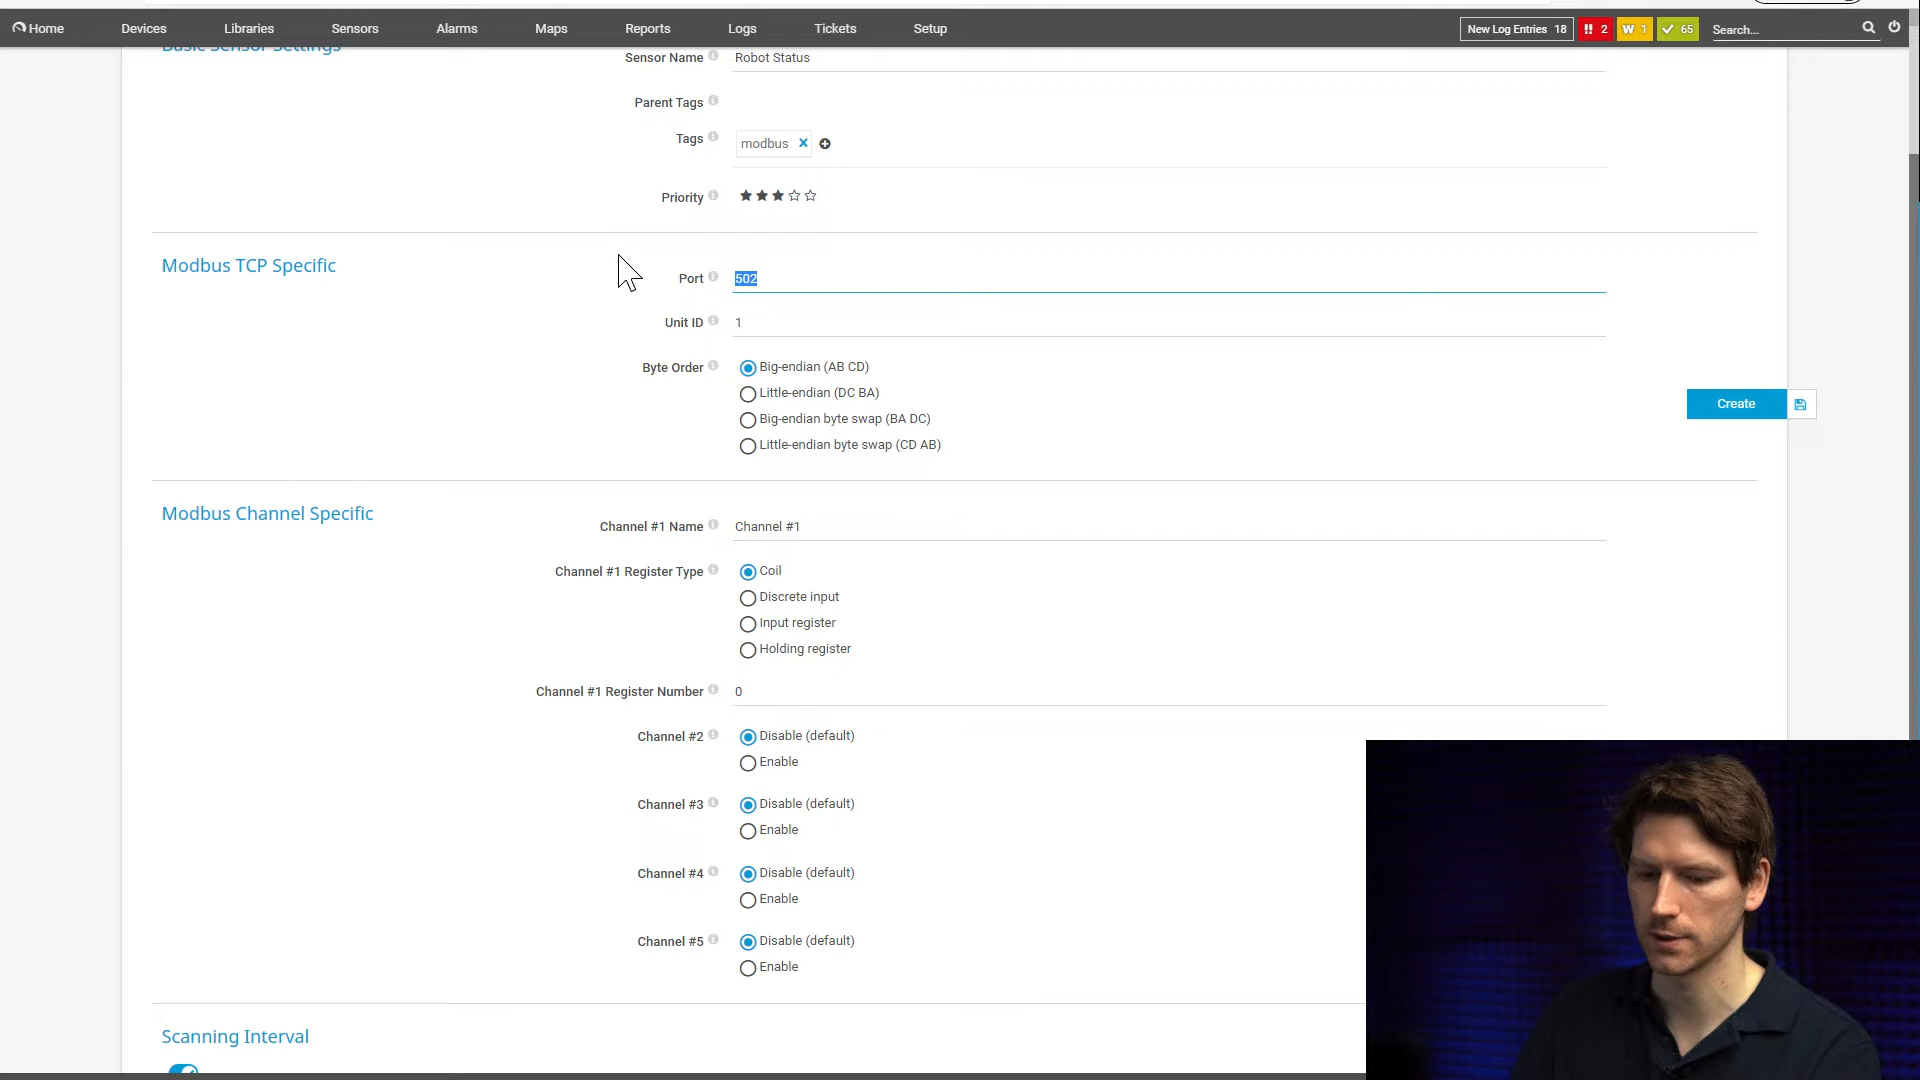 Home Devices Libraries Sensors Alarms Maps Reports Logs Tickets Setup New Log Entries 18 !! 2 W 1 65 Search...
Basic Sensor Settings
Sensor Name Robot Status
Parent Tags
Tags modbus
Priority
Modbus TCP Specific
Port 502
Unit ID 1
Byte Order Big-endian (AB CD)
Little-endian (DC BA)
Create
Big-endian byte swap (BA DC)
Little-endian byte swap (CD AB)
Modbus Channel Specific
Channel #1 Name Channel #1
Channel #1 Register Type Coil
Discrete input
Input register
Holding register
Channel #1 Register Number 0
Channel #2 Disable (default)
Enable
Channel #3 Disable (default)
Enable
Channel #4 Disable (default)
Enable
Channel #5 Disable (default)
Enable
Scanning Interval